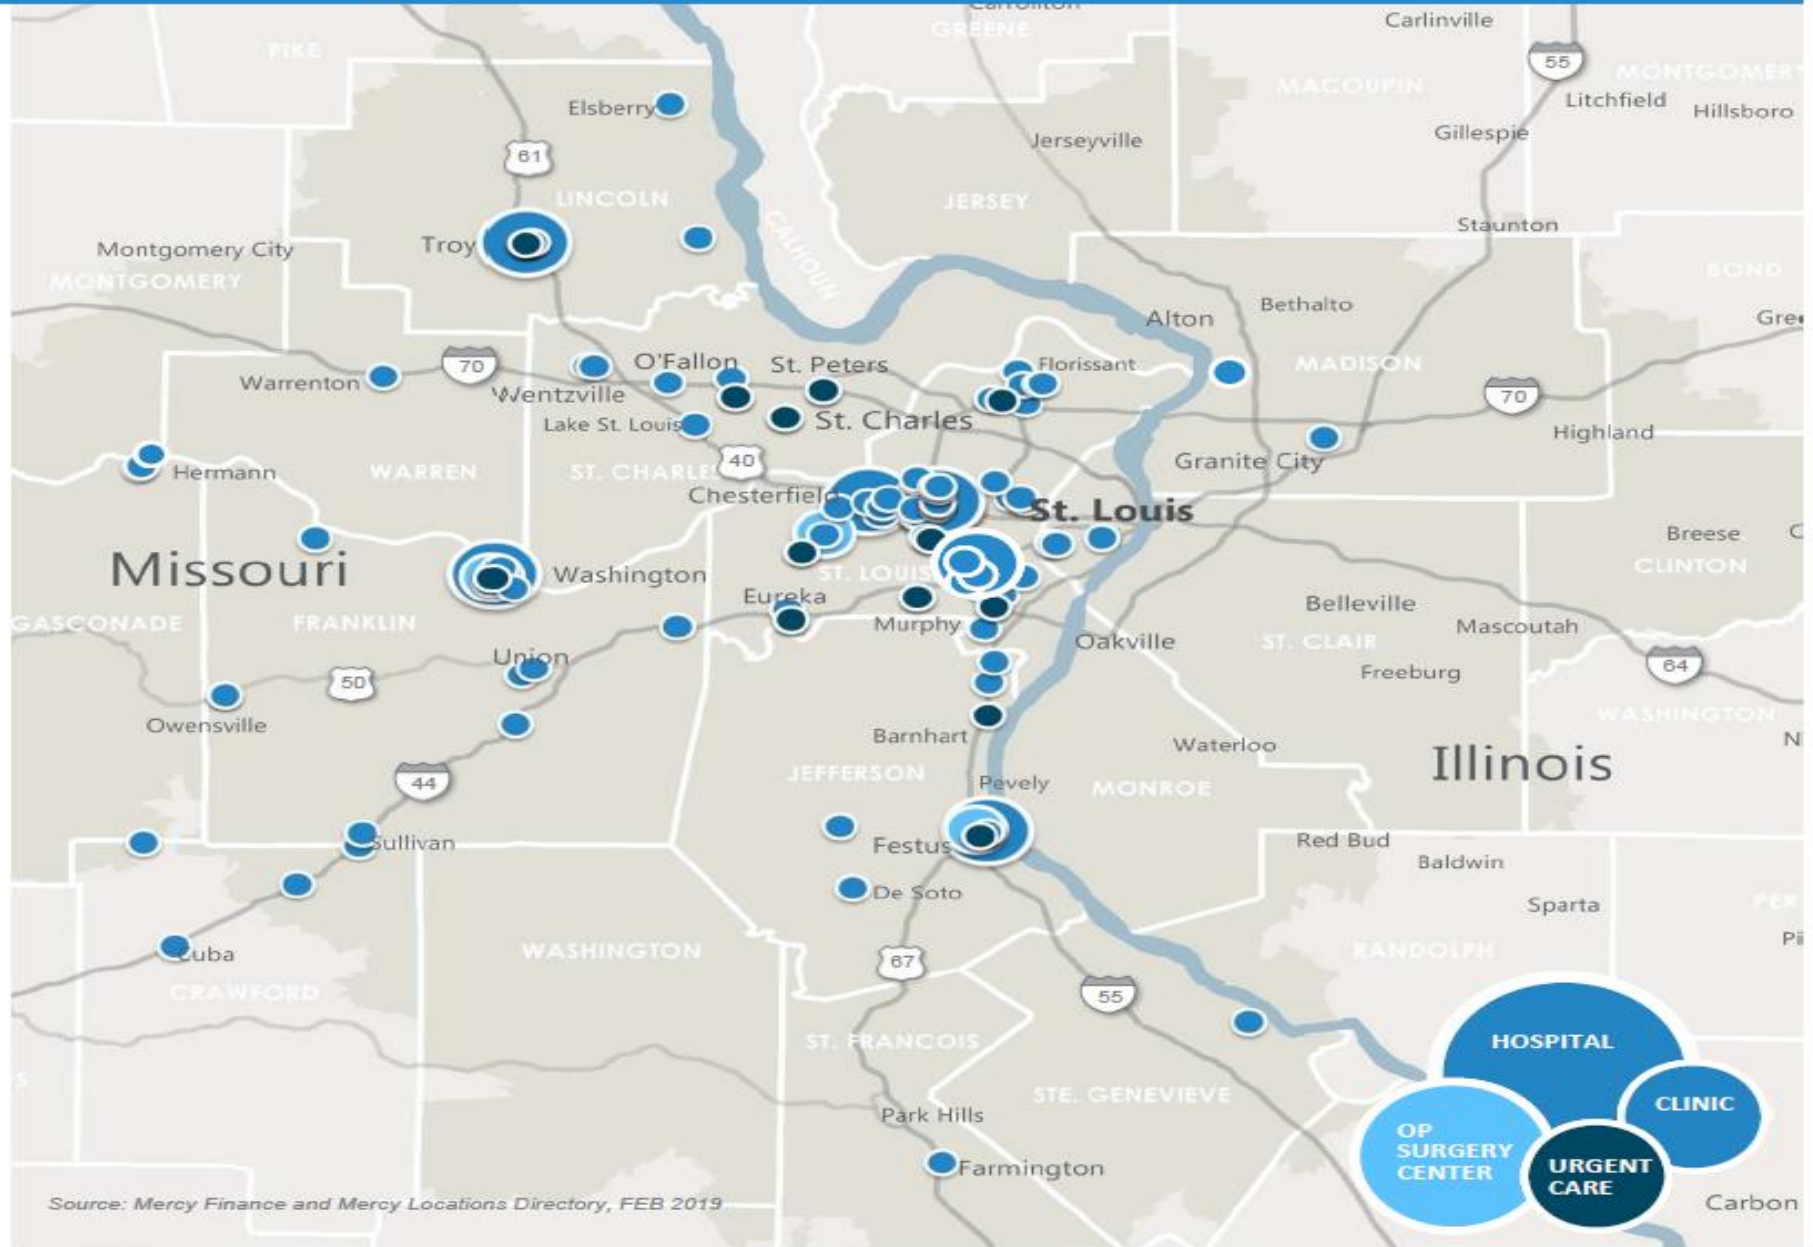 Carrollton
GREENE
Carlinville
PIKE
55
MACOUPIN
MONTGOMERY
Litchfield
Hillsboro
Elsberry
Jerseyville
Gillespie
61
LINCOLN
JERSEY
Staunton
Montgomery City
Troy
CALHOUN
MONTGOMERY
BOND
Bethalto
Alton
Gre
70
O'Fallon
St. Peters
Florissant
MADISON
Warrenton
Wentzville
70
Lake St. Louis
St. Charles
Highland
40
Granite City
Hermann
WARREN
ST. CHARLES
Chesterfield
St. Louis
Breese
C
Missouri
Washington
ST. LOUIS
CLINTON
Eureka
Belleville
GASCONADE
FRANKLIN
Murphy
Mascoutah
Oakville
ST. CLAIR
Union
64
50
Freeburg
Owensville
WASHINGTON
Barnhart
Waterloo
N
Illinois
JEFFERSON
44
Pevely
MONROE
Sullivan
Festus
Red Bud
Baldwin
De Soto
Sparta
PER
Cuba
WASHINGTON
67
RANDOLPH
Pi
CRAWFORD
55
ST. FRANCOIS
HOSPITAL
S
STE. GENEVIEVE
CLINIC
Park Hills
OP
SURGERY
CENTER
URGENT
CARE
Farmington
Source: Mercy Finance and Mercy Locations Directory, FEB 2019
Carbon